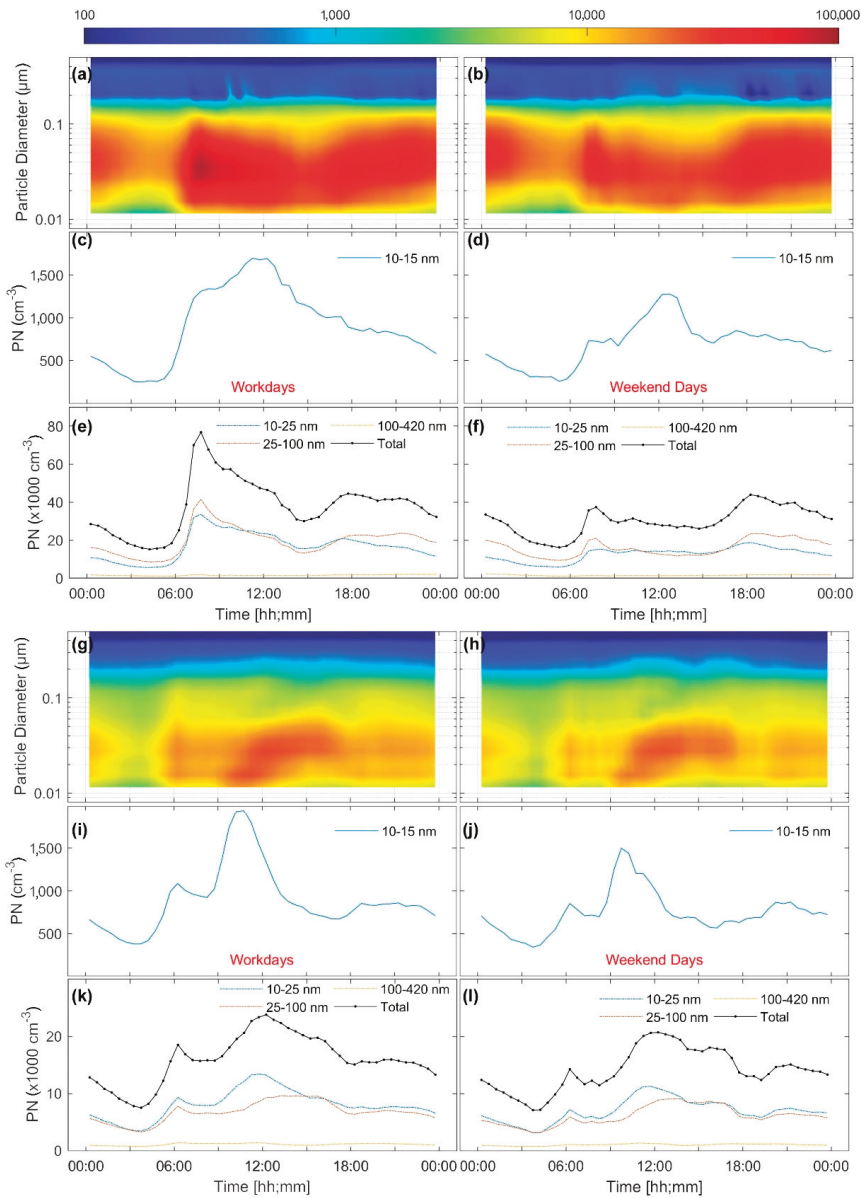 100 1,000 10,000 100,000
(a) (b)
Particle Diameter (µm)
0.1
0.01
(c) (d)
10-15 nm 10-15 nm
PN (cm-3)
1,500
1,000
500
Workdays Weekend Days
(e) (f)
10-25 nm 100-420 nm 10-25 nm 100-420 nm
25-100 nm Total 25-100 nm Total
PN (x1000 cm-3)
80
60
40
20
0
00:00 06:00 12:00 18:00 00:00 06:00 12:00 18:00 00:00
Time [hh;mm] Time [hh;mm]
(g) (h)
Particle Diameter (µm)
0.1
0.01
(i) (j)
10-15 nm 10-15 nm
PN (cm-3)
1,500
1,000
500
Workdays Weekend Days
(k) (l)
10-25 nm 100-420 nm 10-25 nm 100-420 nm
25-100 nm Total 25-100 nm Total
PN (x1000 cm-3)
20
10
0
00:00 06:00 12:00 18:00 00:00 06:00 12:00 18:00 00:00
Time [hh;mm] Time [hh;mm]